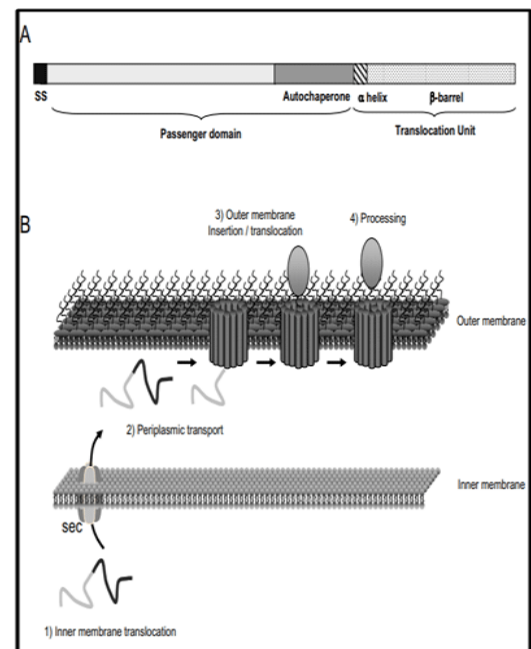 A
SS
Autochaperone α helix β-barrel
Passenger domain
Translocation Unit
B
3) Outer membrane
Insertion / translocation
4) Processing
Outer membrane
2) Periplasmic transport
Inner membrane
sec
1) Inner membrane translocation